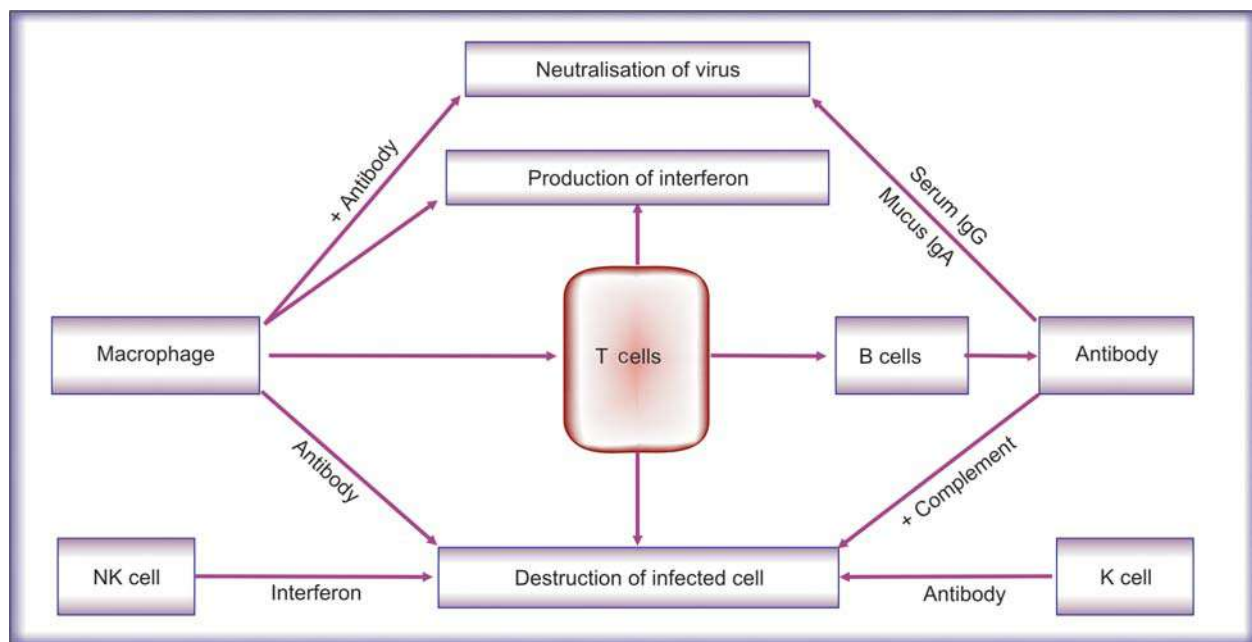 Neutralisation of virus
+ Antibody
Production of interferon
Serum IgG
Mucus IgA
Macrophage
T cells
B cells
Antibody
Antibody
+ Complement
NK cell
Interferon
Destruction of infected cell
Antibody
K cell